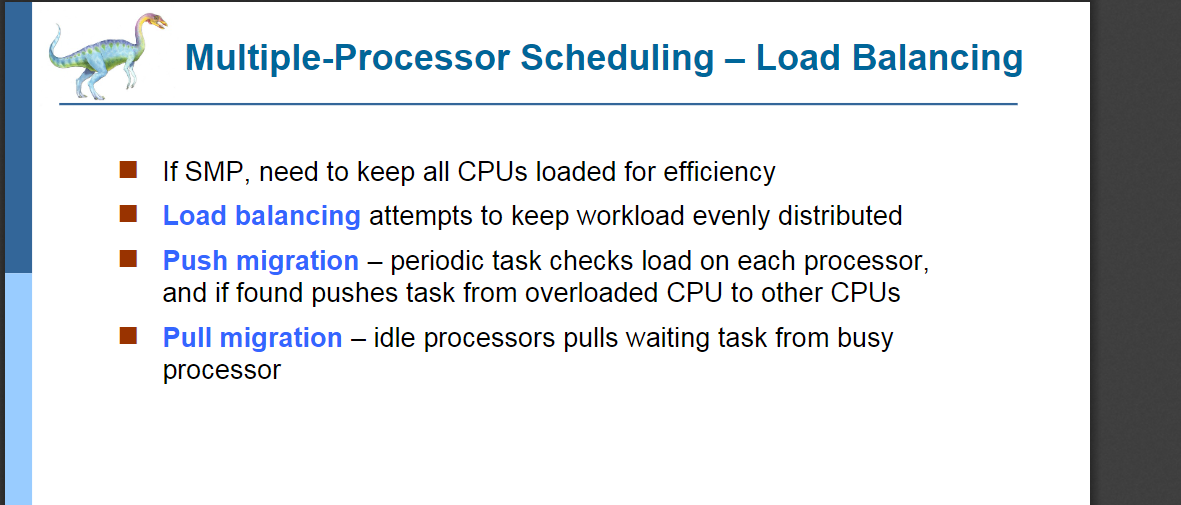 Multiple-Processor Scheduling – Load Balancing
If SMP, need to keep all CPUs loaded for efficiency
Load balancing attempts to keep workload evenly distributed
Push migration – periodic task checks load on each processor,
and if found pushes task from overloaded CPU to other CPUs
Pull migration – idle processors pulls waiting task from busy
processor